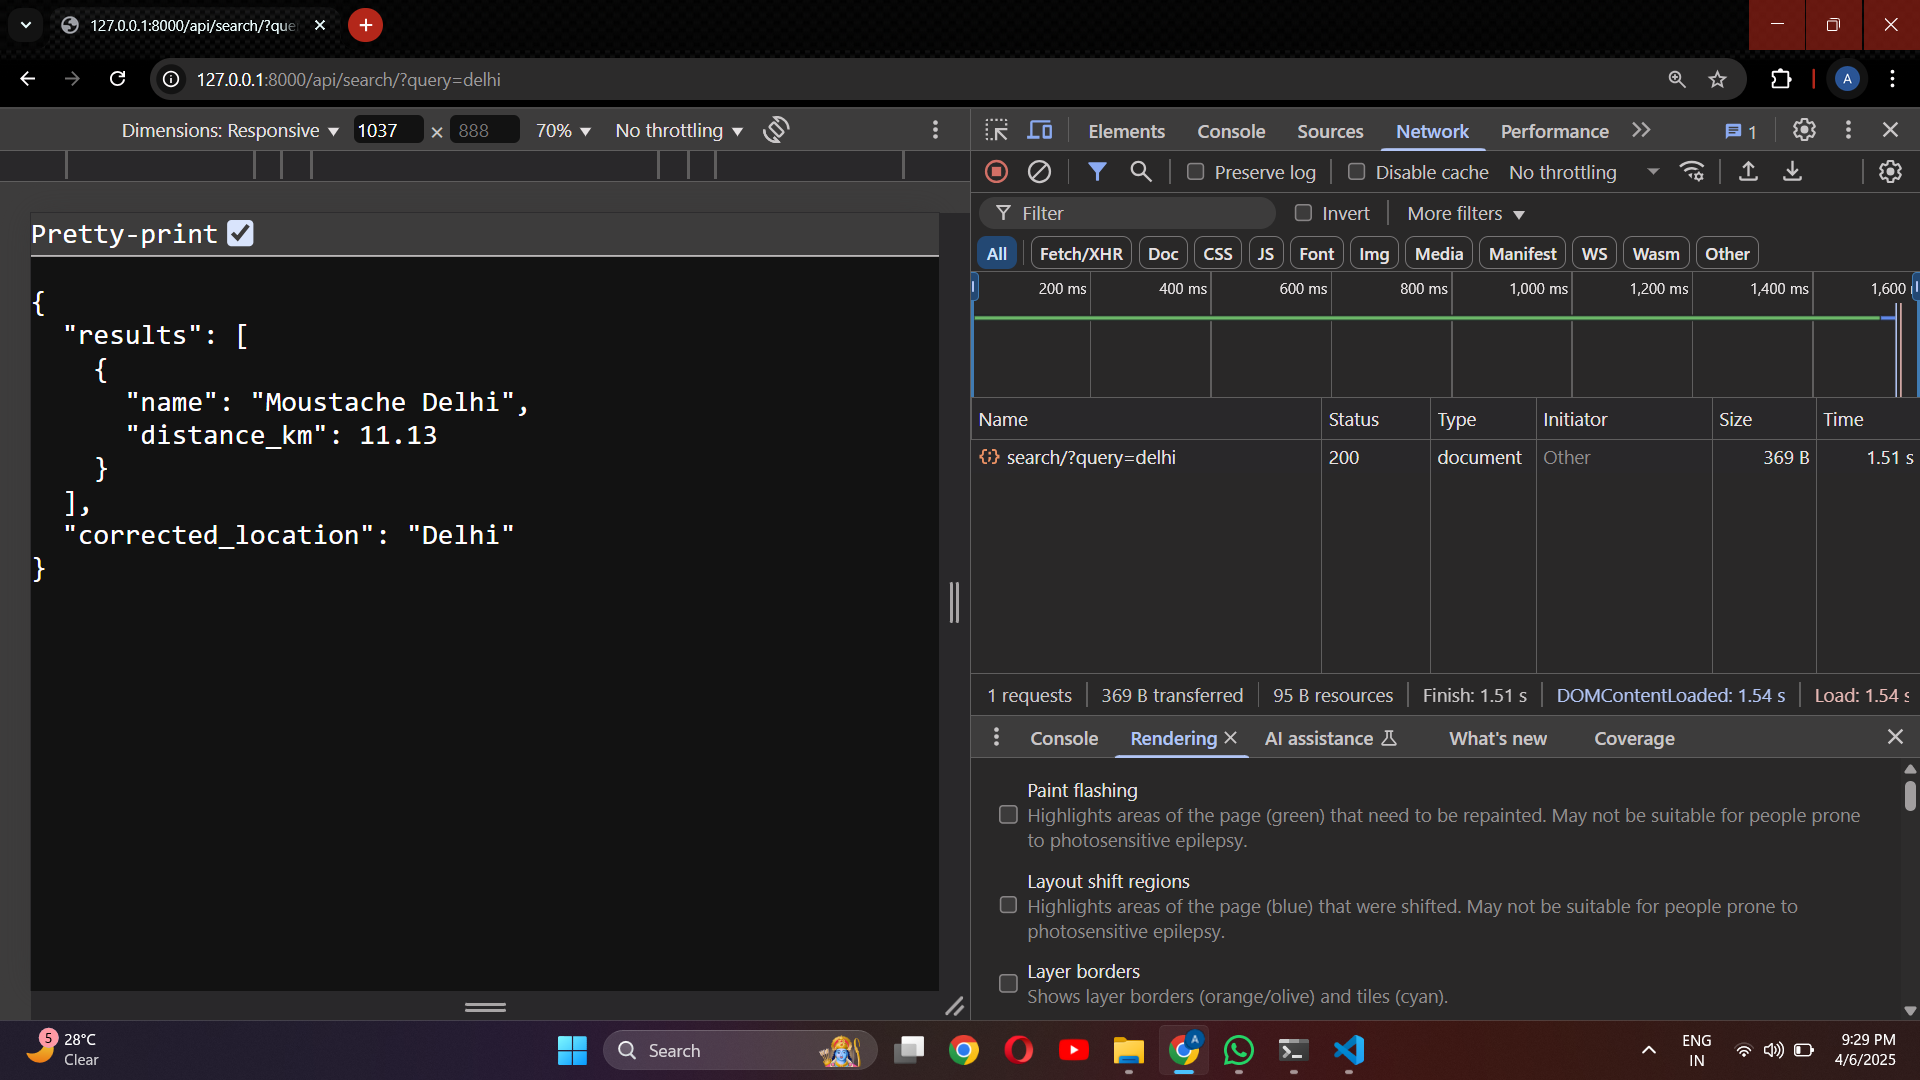 127.0.0.1:8000/api/search/?que
127.0.0.1:8000/api/search/?query=delhi
A
Dimensions: Responsive 1037 × 888 70% No throttling
Elements Console Sources Network Performance 1
Preserve log Disable cache No throttling
Filter Invert More filters
All Fetch/XHR Doc CSS JS Font Img Media Manifest WS Wasm Other
200 ms 400 ms 600 ms 800 ms 1,000 ms 1,200 ms 1,400 ms 1,600
Pretty-print
{
"results": [
{
"name": "Moustache Delhi",
"distance_km": 11.13
}
],
"corrected_location": "Delhi"
}
Name Status Type Initiator Size Time
search/?query=delhi 200 document Other 369 B 1.51 s
1 requests 369 B transferred 95 B resources Finish: 1.51 s DOMContentLoaded: 1.54 s Load: 1.54 s
Console Rendering AI assistance What's new Coverage
Paint flashing
Highlights areas of the page (green) that need to be repainted. May not be suitable for people prone
to photosensitive epilepsy.
Layout shift regions
Highlights areas of the page (blue) that were shifted. May not be suitable for people prone to
photosensitive epilepsy.
Layer borders
Shows layer borders (orange/olive) and tiles (cyan).
5
28°C
Clear
Search
A
ENG
IN
9:29 PM
4/6/2025